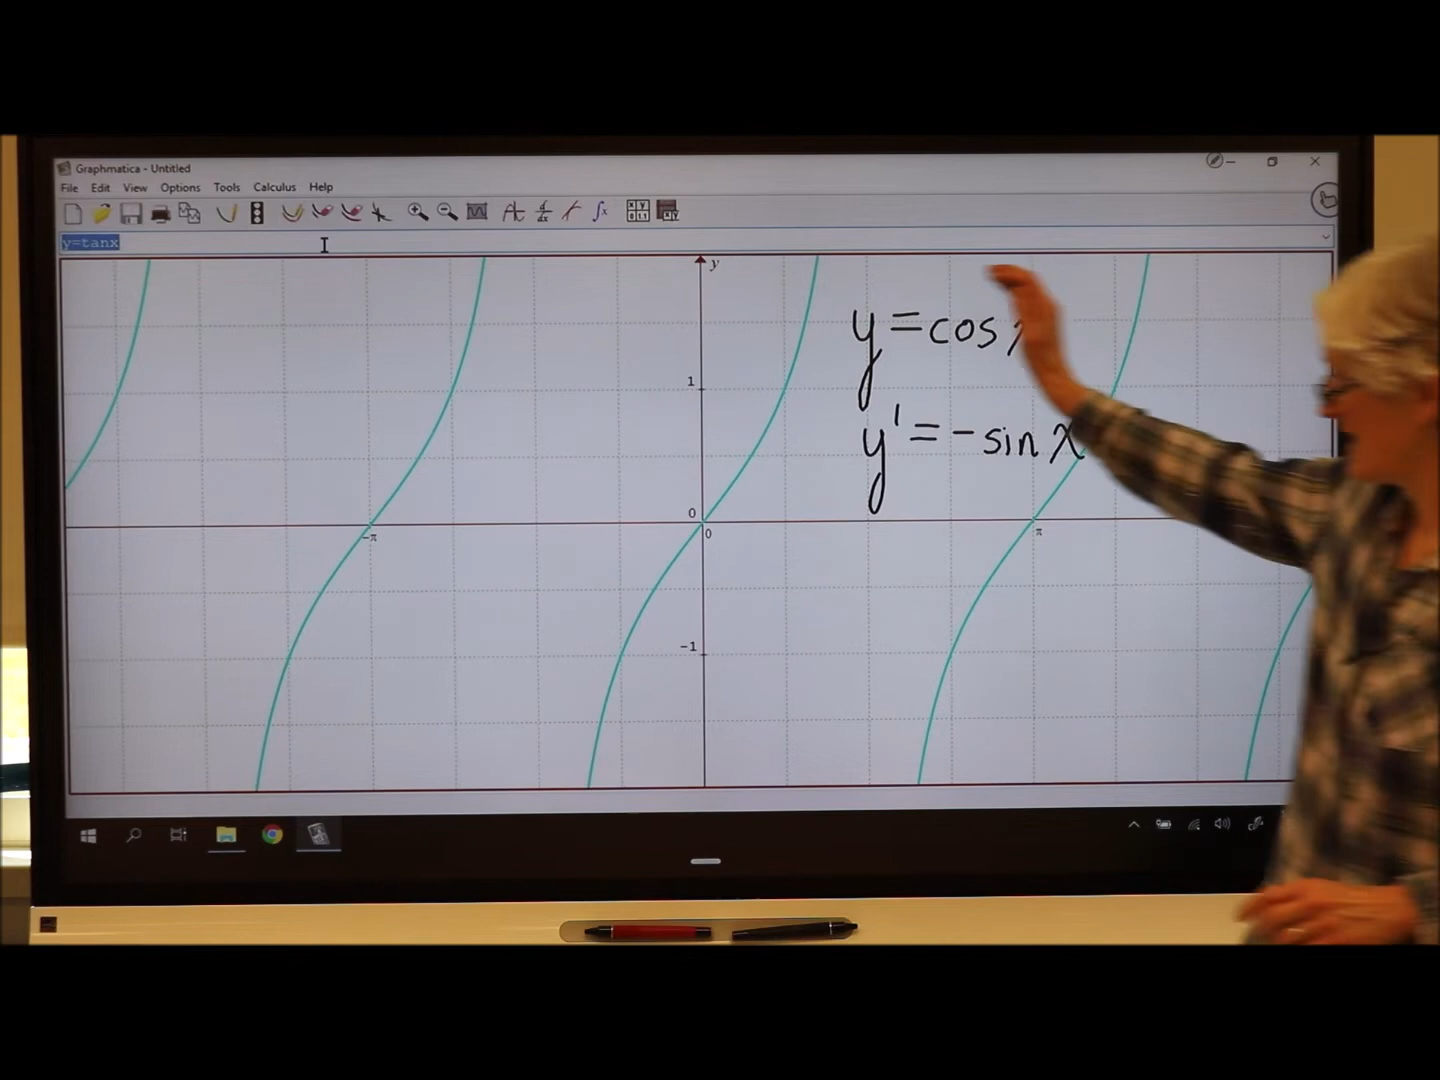 Graphmatica - Untitled
File Edit View Options Tools Calculus Help
y=tanx
y
y=cos
1
y'=-sin x
0
-π
0
π
-1